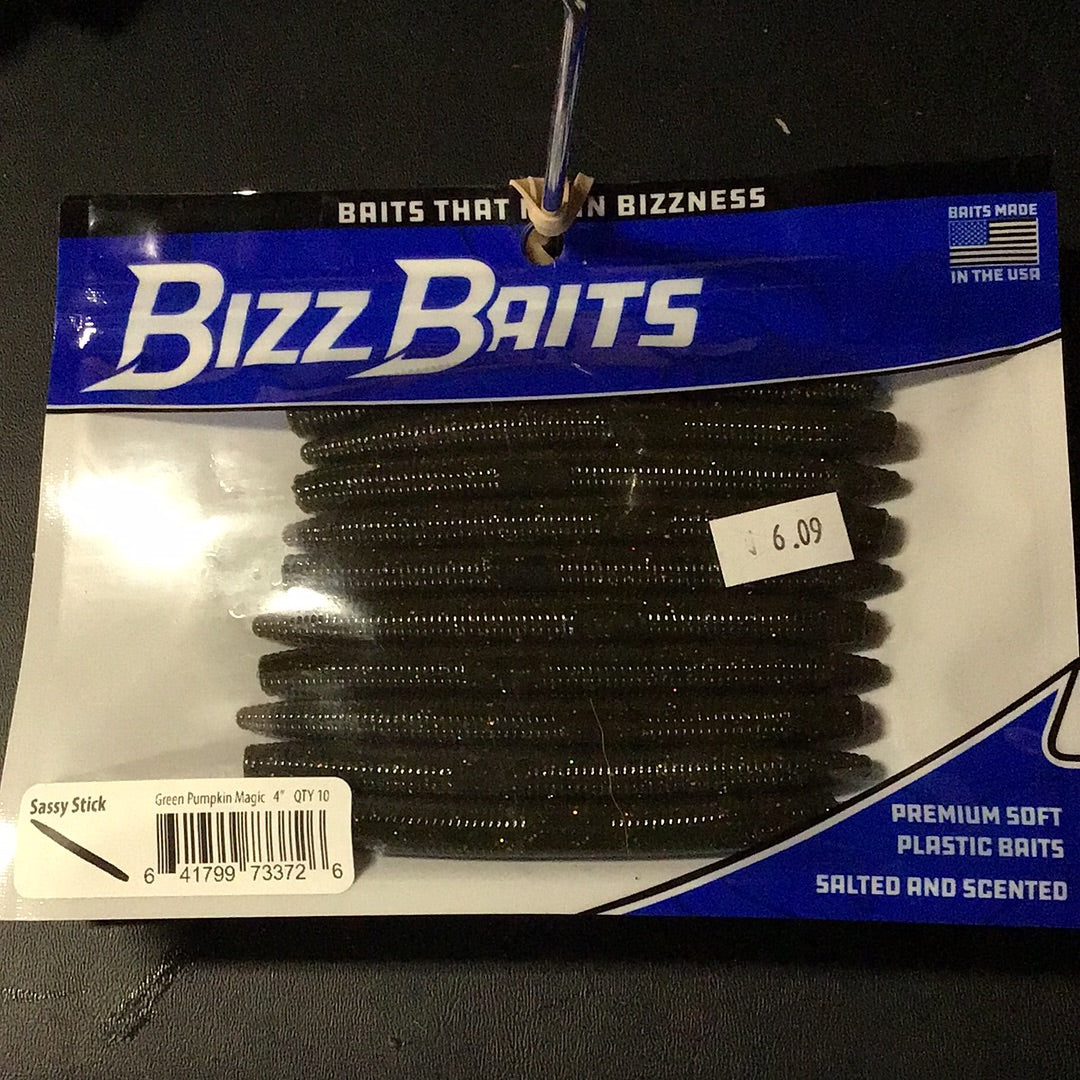 BAITS THAT N BIZZNESS
BIZZ BAITS
BAITS MADE
IN THE USA
6.09
Sassy Stick
Green Pumpkin Magic 4" QTY 10
6 41799 73372 6
PREMIUM SOFT
PLASTIC BAITS
SALTED AND SCENTED